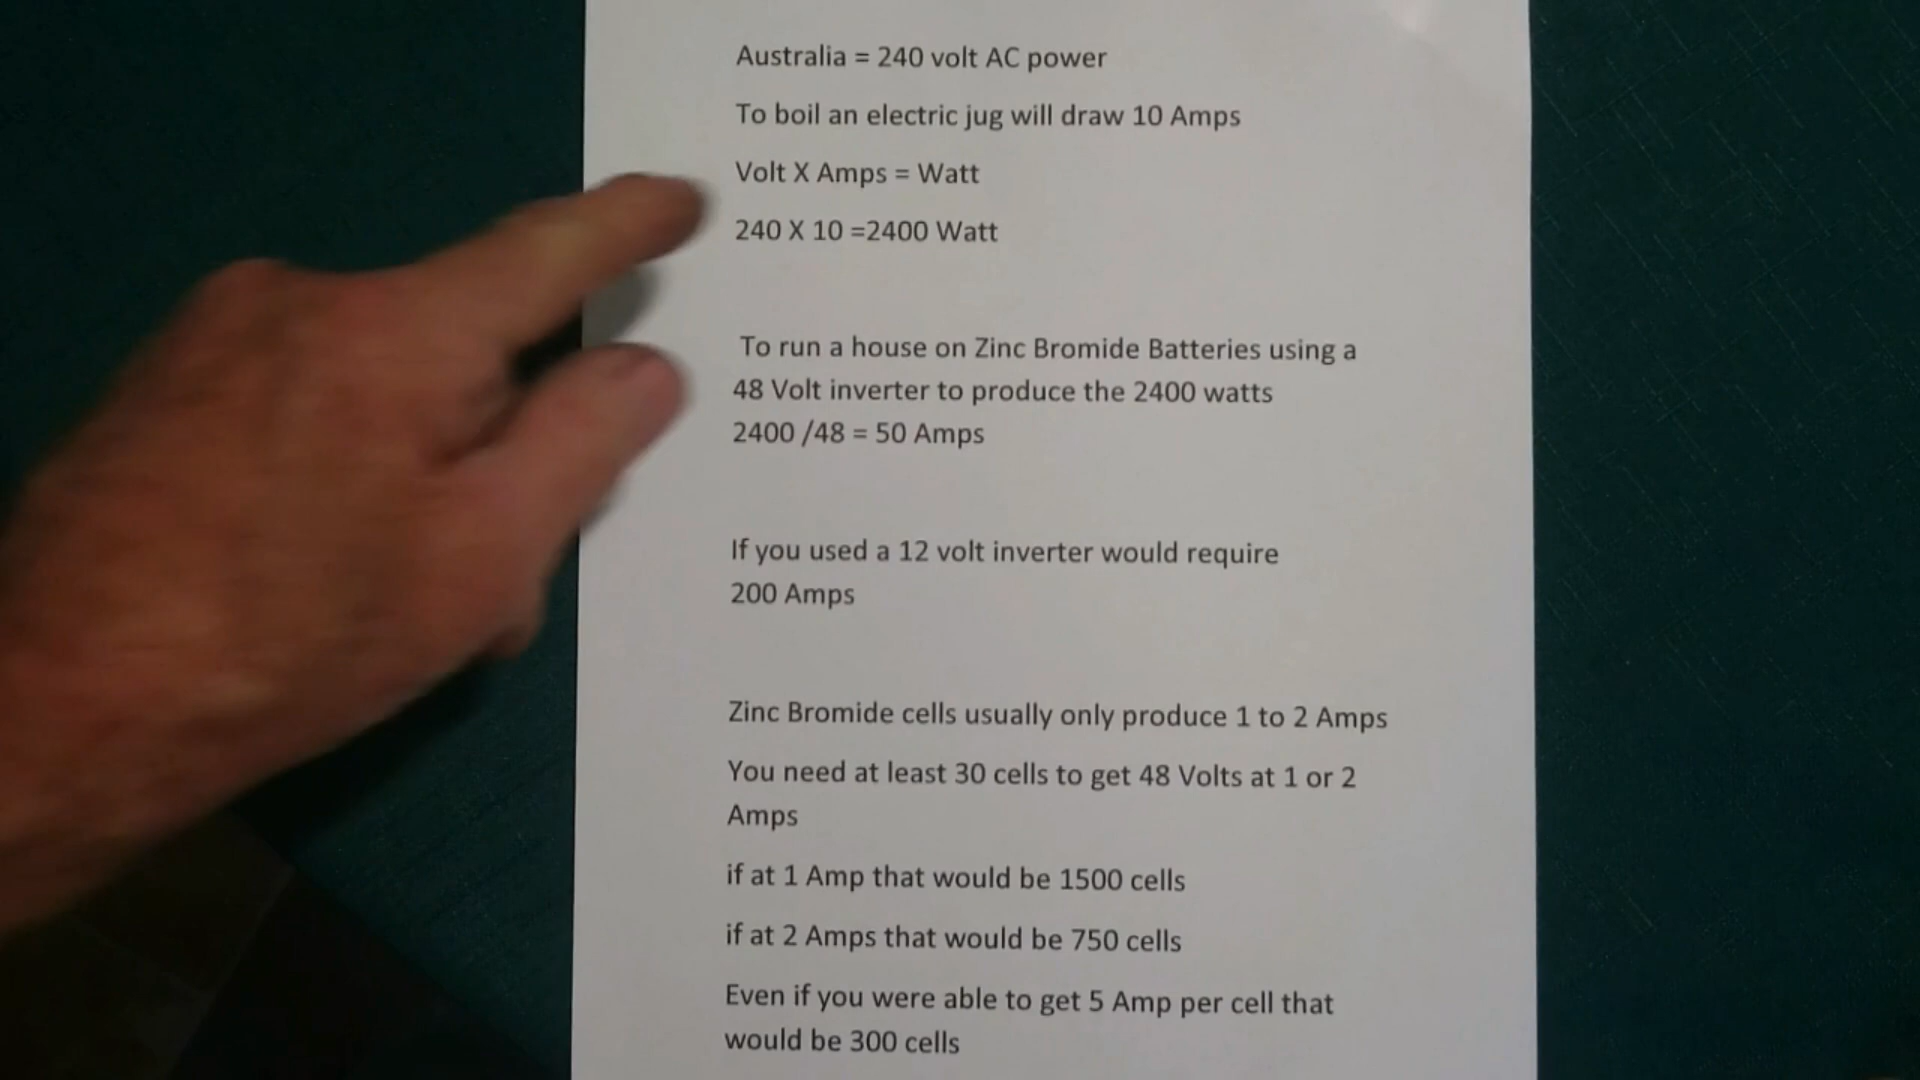 Australia = 240 volt AC power
To boil an electric jug will draw 10 Amps
Volt X Amps = Watt
240 X 10 =2400 Watt
To run a house on Zinc Bromide Batteries using a
48 Volt inverter to produce the 2400 watts
2400 /48 = 50 Amps
If you used a 12 volt inverter would require
200 Amps
Zinc Bromide cells usually only produce 1 to 2 Amps
You need at least 30 cells to get 48 Volts at 1 or 2
Amps
if at 1 Amp that would be 1500 cells
if at 2 Amps that would be 750 cells
Even if you were able to get 5 Amp per cell that
would be 300 cells